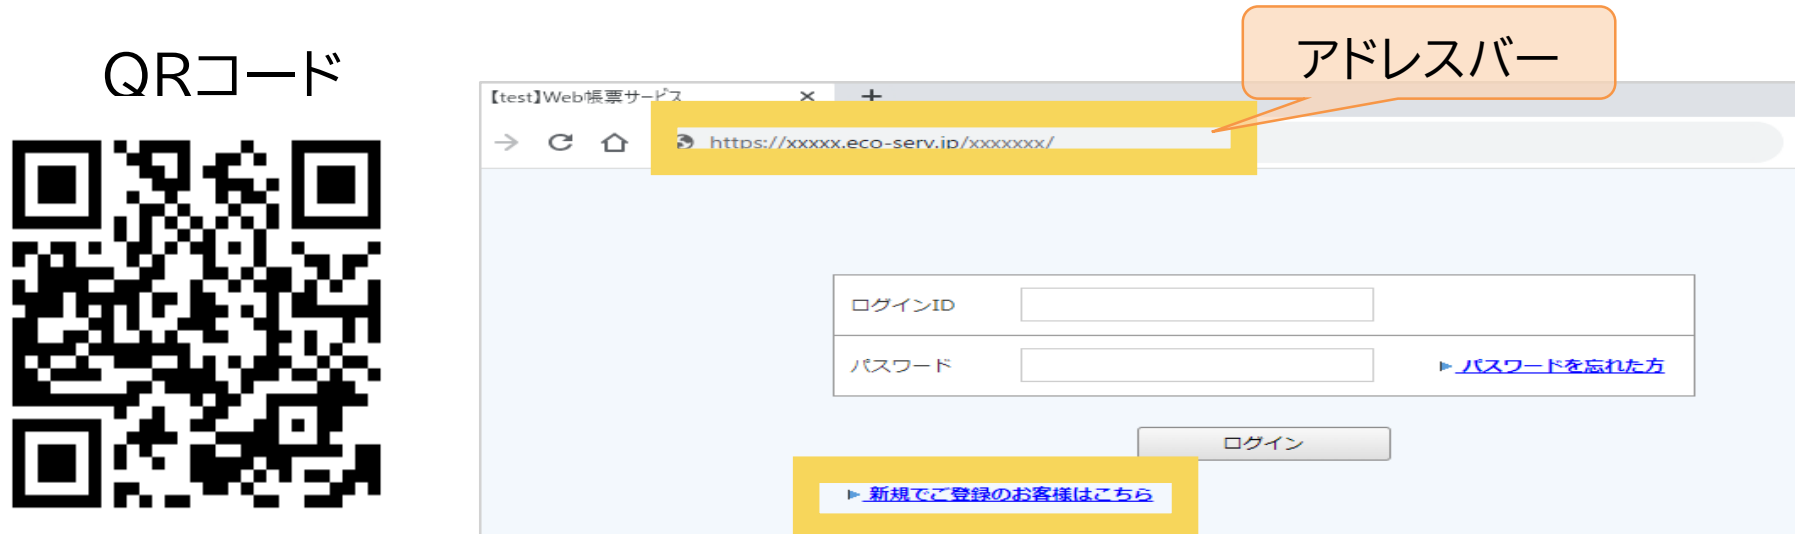 QRコード
アドレスバー
【test】Web帳票サービス
https://xxxxx.eco-serv.jp/xxxxxxx/
ログインID
パスワード
パスワードを忘れた方
ログイン
新規でご登録のお客様はこちら